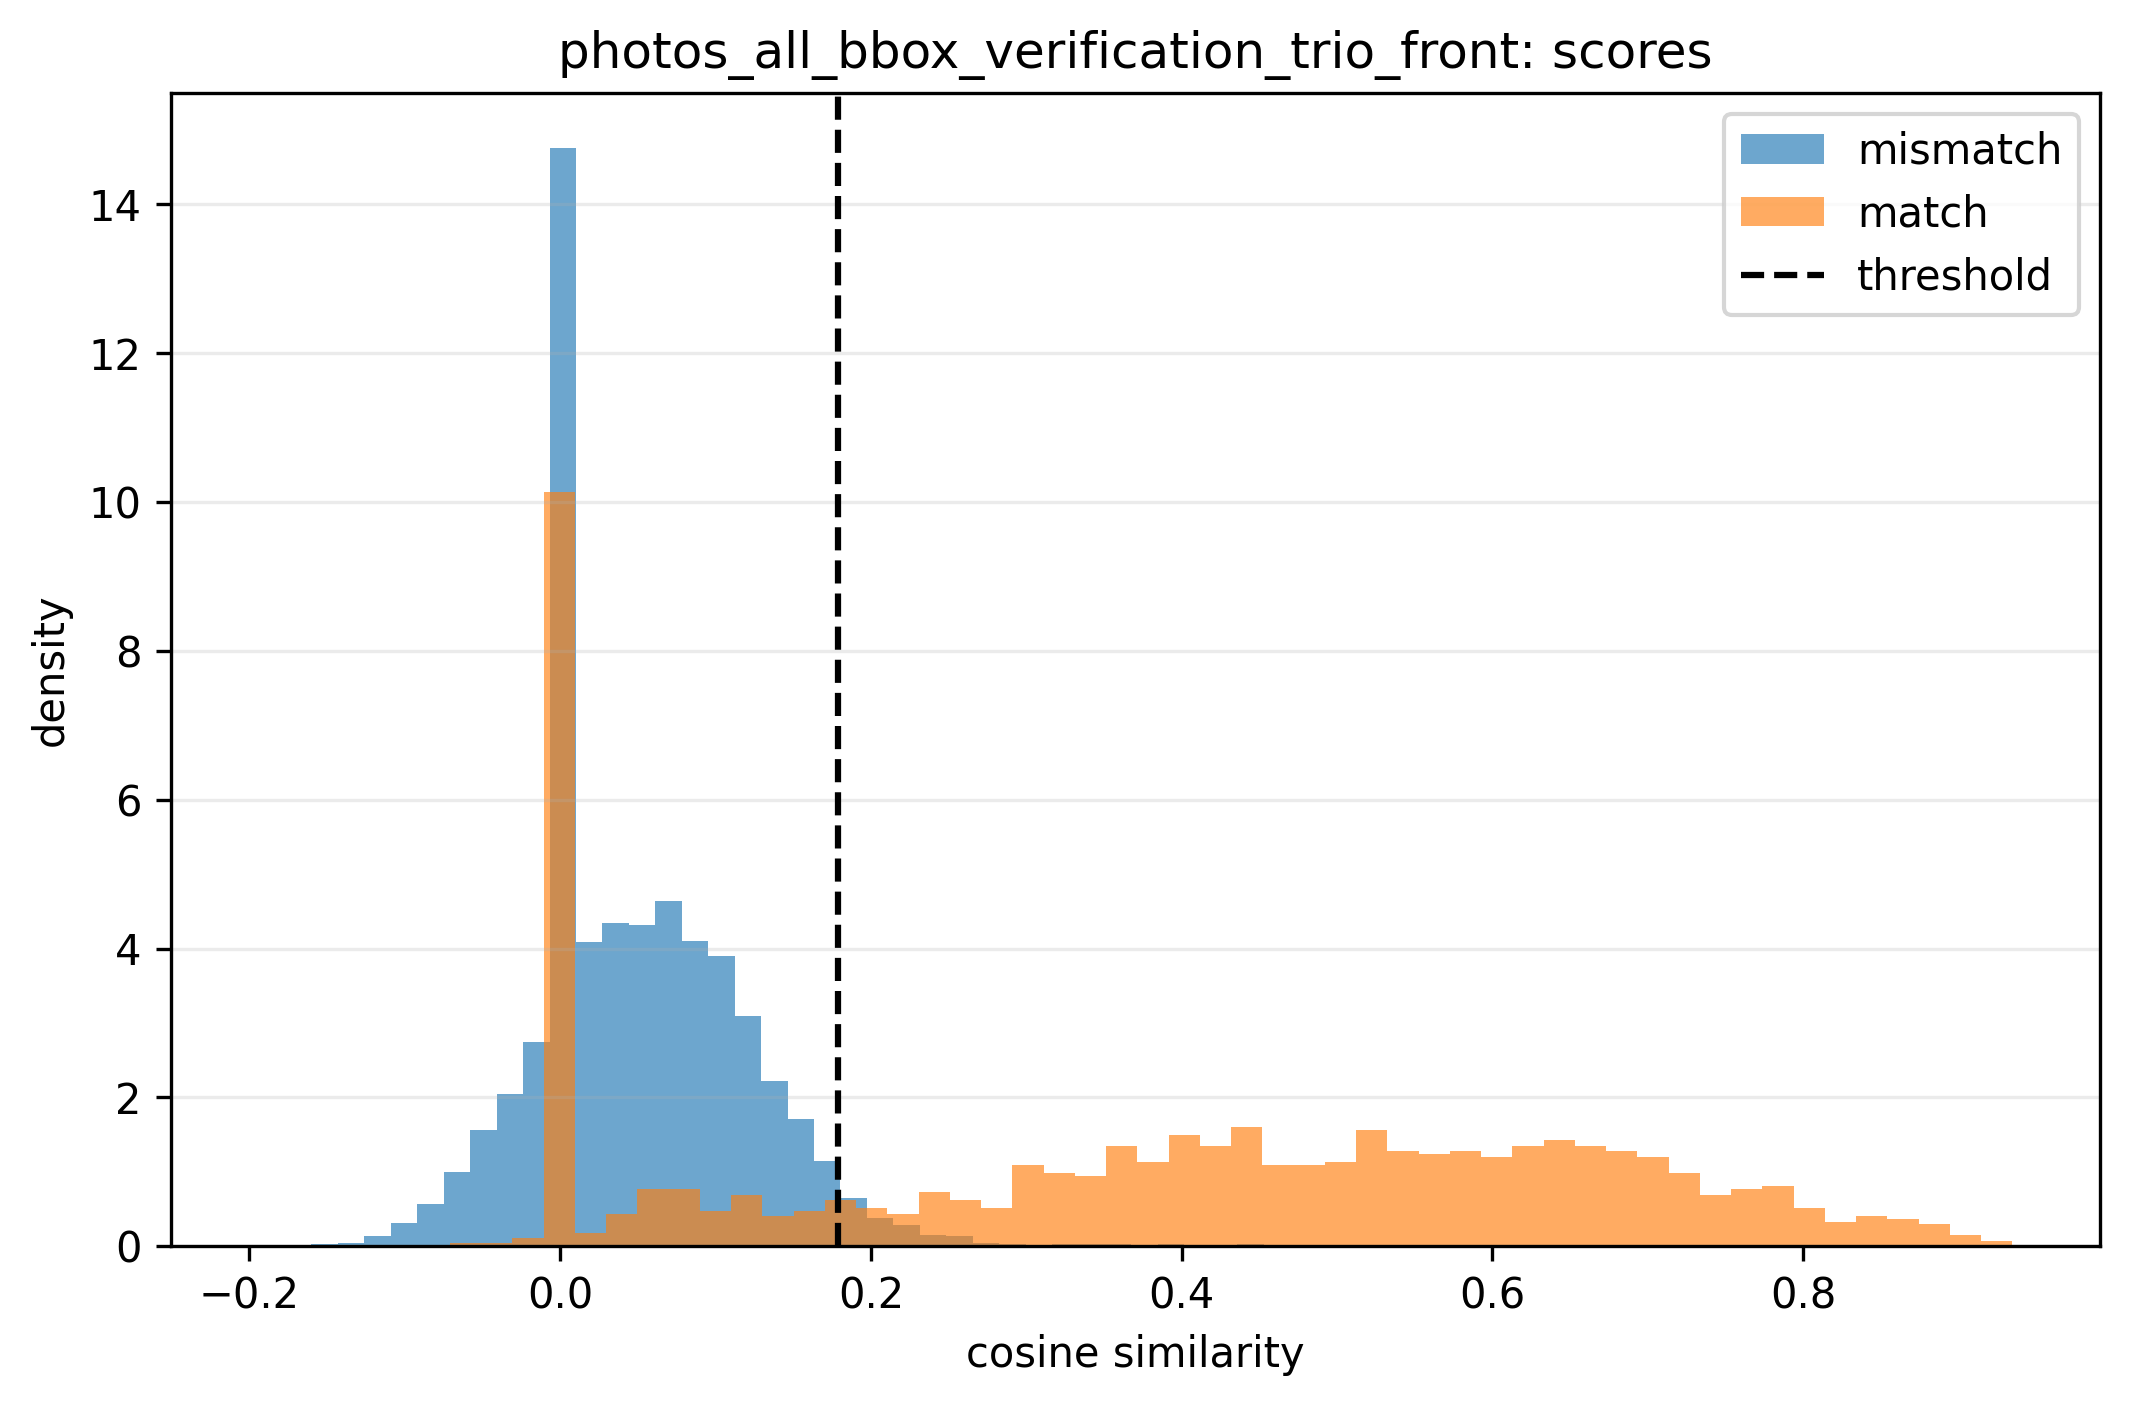 photos_all_bbox_verification_trio_front: scores
mismatch
match
threshold
density
14
12
10
8
6
4
2
0
−0.2 0.0 0.2 0.4 0.6 0.8
cosine similarity